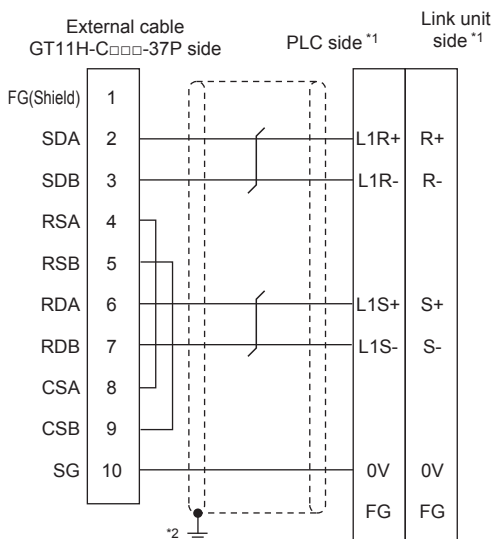 External cable
GT11H-C□□□-37P side
PLC side *1
Link unit
side *1
FG(Shield) 1
SDA 2 L1R+ R+
SDB 3 L1R- R-
RSA 4
RSB 5
RDA 6 L1S+ S+
RDB 7 L1S- S-
CSA 8
CSB 9
SG 10 0V 0V
FG FG
*2